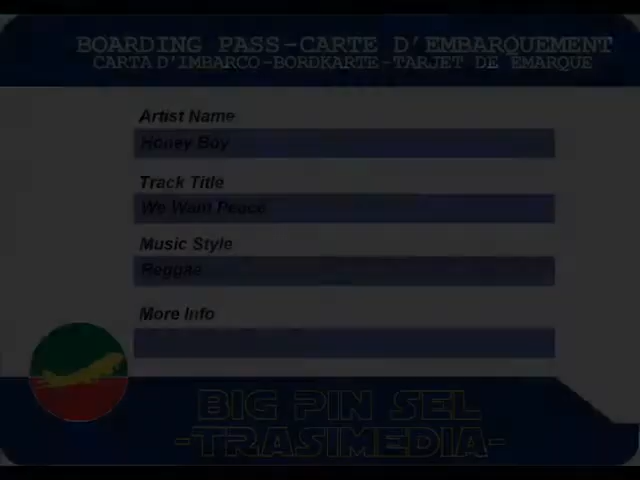 BOARDING PASS-CARTE D'EMBARQUEMENT
CARTA D'IMBARCO-BORDKARTE-TARJET DE EMARQUE
Artist Name
Honey Boy
Track Title
We Want Peace
Music Style
Reggae
More Info
BIG PIN SEL
-TRASIMEDIA-